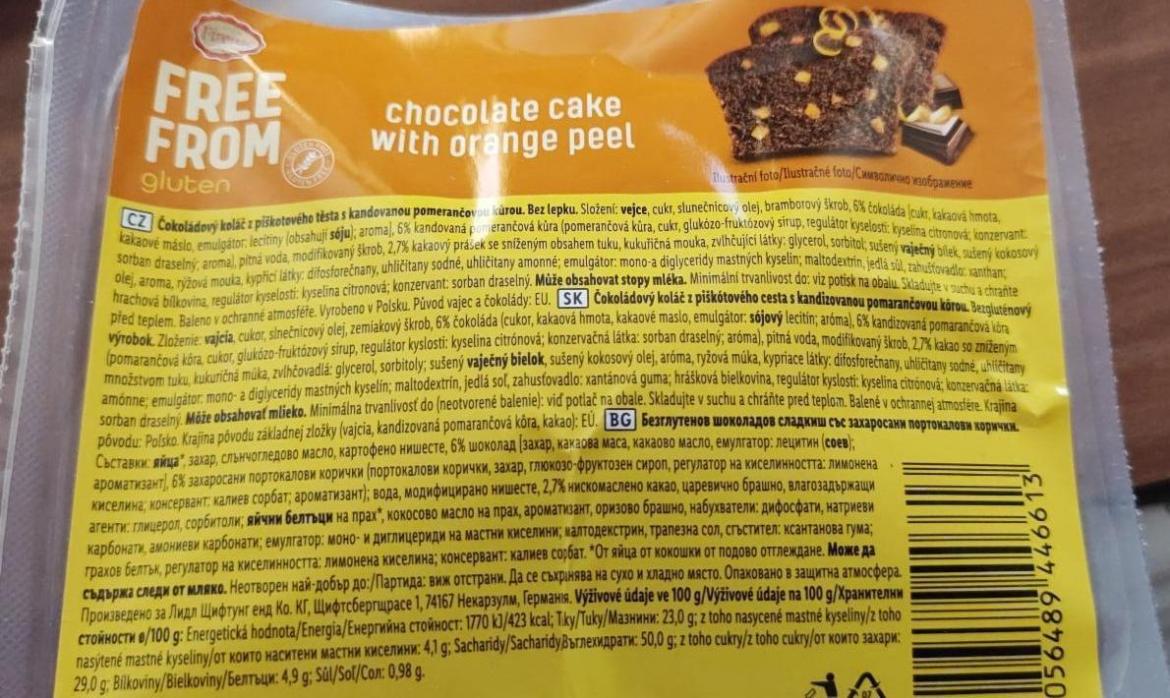 FREE
FROM
gluten
chocolate cake
with orange peel
Ilustrační foto/Ilustračné foto/Символично изображение
CZ Čokoládový koláč z piškotového těsta s kandovanou pomerančovou kůrou. Bez lepku. Složení: vejce, cukr, slunečnicový olej, bramborový škrob, 6% čokoláda [cukr, kakaová hmota,
kakaové máslo, emulgátor: lecitiny (obsahují sóju); aroma], 6% kandovaná pomerančová kůra (pomerančová kůra, cukr, glukózo-fruktózový sirup, regulátor kyselosti: kyselina citronová; konzervant:
sorban draselný; aroma), pitná voda, modifikovaný škrob, 2,7% kakaový prášek se sníženým obsahem tuku, kukuřičná mouka, zvlhčující látky: glycerol, sorbitol; sušený vaječný bílek, sušený kokosový
olej, aroma, rýžová mouka, kypřicí látky: difosforečnany, uhličitany sodné, uhličitany amonné; emulgátor: mono- a diglyceridy mastných kyselin; maltodextrin, jedlá sůl, zahušťovadlo: xanthan;
hrachová bílkovina, regulátor kyselosti: kyselina citronová; konzervant: sorban draselný. Může obsahovat stopy mléka. Minimální trvanlivost do: viz potisk na obalu. Skladujte v suchu a chraňte
před teplem. Baleno v ochranné atmosféře. Vyrobeno v Polsku. Původ vajec a čokolády: EU. SK Čokoládový koláč z piškótového cesta s kandizovanou pomarančovou kôrou. Bezgluténový
výrobok. Zloženie: vajcia, cukor, slnečnicový olej, zemiakový škrob, 6% čokoláda (cukor, kakaová hmota, kakaové maslo, emulgátor: sójový lecitín; aróma), 6% kandizovaná pomarančová kôra
(pomarančová kôra, cukor, glukózo-fruktózový sirup, regulátor kyslosti: kyselina citrónová; konzervačná látka: sorban draselný; aróma), pitná voda, modifikovaný škrob, 2,7% kakao so zníženým
množstvom tuku, kukuričná múka, zvlhčovadlá: glycerol, sorbitoly; sušený vaječný bielok, sušený kokosový olej, aróma, ryžová múka, kypriace látky: difosforečnany, uhličitany sodné, uhličitany
amónne; emulgátor: mono- a diglyceridy mastných kyselín; maltodextrín, jedlá soľ, zahusťovadlo: xantánová guma; hrášková bielkovina, regulátor kyslosti: kyselina citrónová; konzervačná látka:
sorban draselný. Môže obsahovať mlieko. Minimálna trvanlivosť do (neotvorené balenie): viď potlač na obale. Skladujte v suchu a chráňte pred teplom. Balené v ochrannej atmosfére. Krajina
pôvodu: Poľsko. Krajina pôvodu základnej zložky (vajcia, kandizovaná pomarančová kôra, kakao): EÚ. BG Безглутенов шоколадов сладкиш със захаросани портокалови корички.
Съставки: яйца*, захар, слънчогледово масло, картофено нишесте, 6% шоколад [захар, какаова маса, какаово масло, емулгатор: лецитин (соев);
ароматизант], 6% захаросани портокалови корички (портокалови корички, захар, глюкозо-фруктозен сироп, регулатор на киселинността: лимонена
киселина; консервант: калиев сорбат; ароматизант); вода, модифицирано нишесте, 2,7% нискомаслено какао, царевично брашно, влагозадържащи
агенти: глицерол, сорбитоли; яйчни белтъци на прах*, кокосово масло на прах, ароматизант, оризово брашно, набухватели: дифосфати, натриеви
карбонати, амониеви карбонати; емулгатор: моно- и диглицериди на мастни киселини; малтодекстрин, трапезна сол, сгъстител: ксантанова гума;
грахов белтък, регулатор на киселинността: лимонена киселина; консервант: калиев сорбат. *От яйца от кокошки от подово отглеждане. Може да
съдържа следи от мляко. Неотворен най-добър до:/Партида: виж отстрани. Да се съхранява на сухо и хладно място. Опаковано в защитна атмосфера.
Произведено за Лидл Щифтунг енд Ко. КГ, Щифтсбергщрасе 1, 74167 Некарзулм, Германия. Výživové údaje ve 100 g/Výživové údaje na 100 g/Хранителни
стойности в/100 g: Energetická hodnota/Energia/Енергийна стойност: 1770 kJ/423 kcal; Tuky/Tuky/Мазнини: 23,0 g; z toho nasycené mastné kyseliny/z toho
nasýtené mastné kyseliny/от които наситени мастни киселини: 4,1 g; Sacharidy/Sacharidy/Въглехидрати: 50,0 g; z toho cukry/z toho cukry/от които захари:
29,0 g; Bílkoviny/Bielkoviny/Белтъци: 4,9 g; Sůl/Soľ/Сол: 0,98 g.
056489 446613